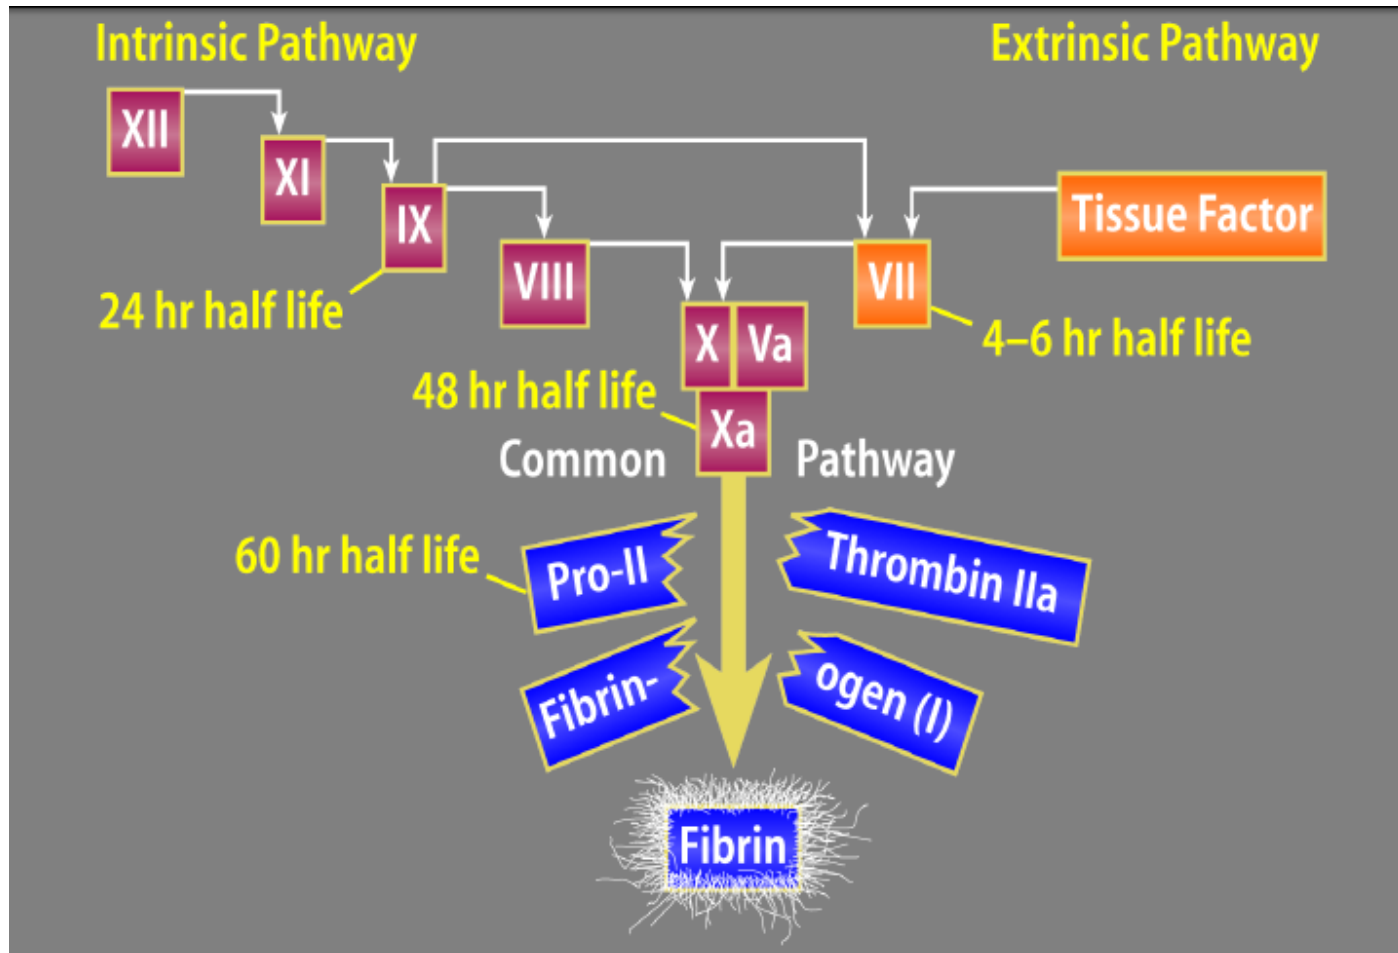 Intrinsic Pathway
Extrinsic Pathway
XII
XI
IX
Tissue Factor
VIII
VII
24 hr half life
4–6 hr half life
X
Va
48 hr half life
Xa
Common Pathway
60 hr half life
Pro-II
Thrombin IIa
Fibrin-
ogen (I)
Fibrin